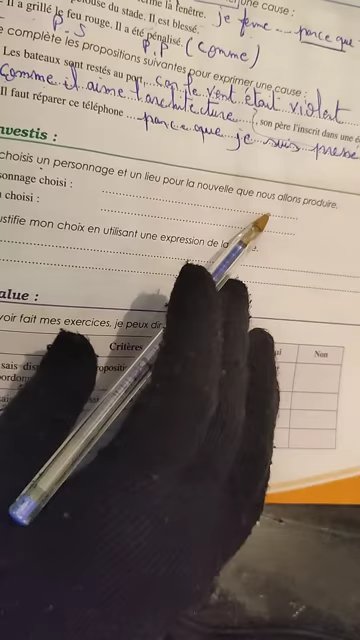 une cause :
la fenêtre. je ferme parce que
Il a grillé le feu rouge. Il a été pénalisé.
du stade. Il est blessé.
P.S
P.P (comme)
complète les propositions suivantes pour exprimer une cause :
Les bateaux sont restés au port, car le vent était violent
Comme il aime l'architecture, son père l'inscrit dans une
Il faut réparer ce téléphone parce que je suis pressé
nvestis :
choisis un personnage et un lieu pour la nouvelle que nous allons produire.
sonnage choisi :
choisi :
ustifie mon choix en utilisant une expression de la
alue :
voir fait mes exercices, je peux dir
Critères
Non
sais